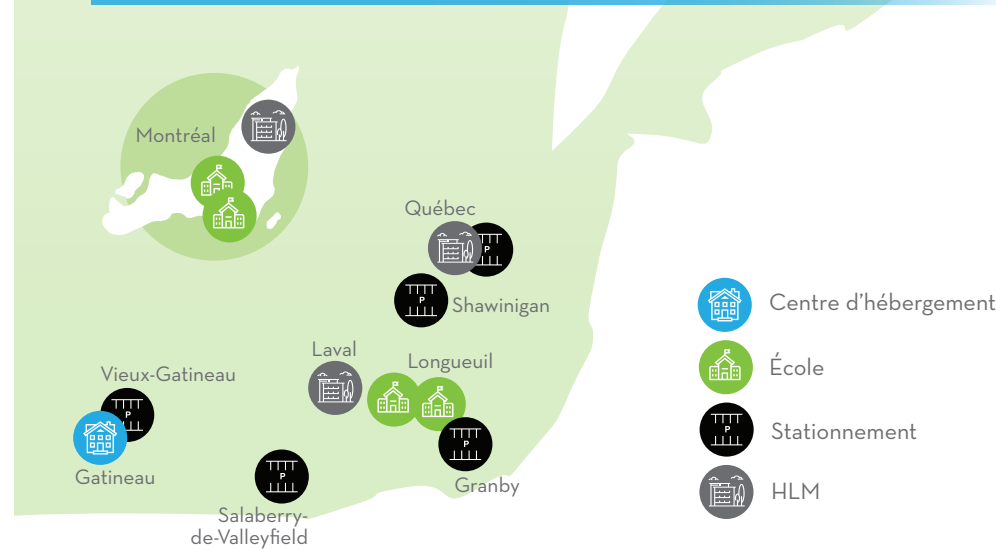 Montréal
Québec
Shawinigan
Laval
Longueuil
Vieux-Gatineau
Gatineau
Granby
Salaberry-
de-Valleyfield
Centre d'hébergement
École
Stationnement
HLM
P
P
P
P
P
P